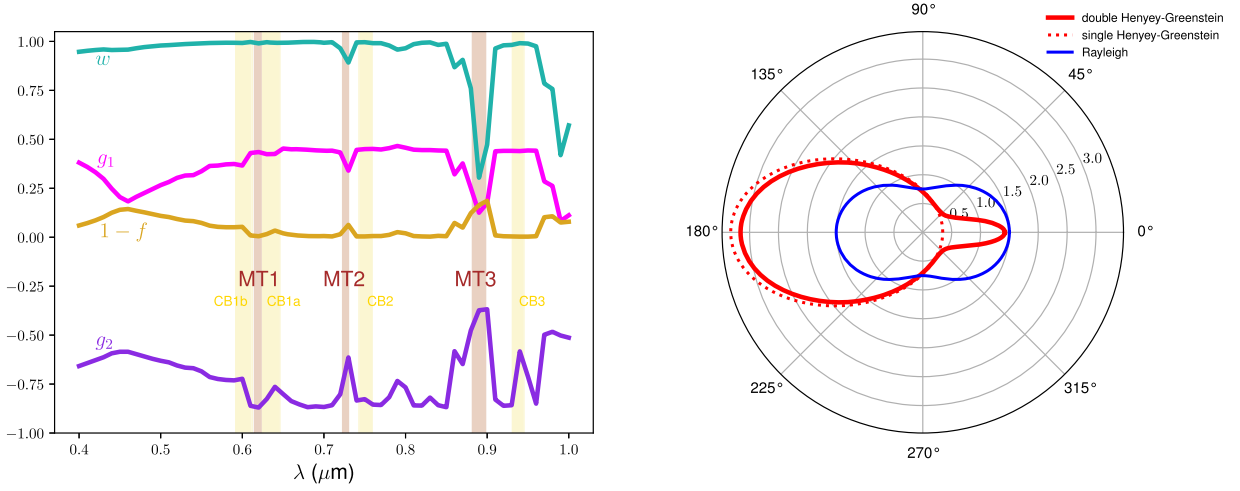 1.00
0.75
0.50
0.25
0.00
−0.25
−0.50
−0.75
−1.00
w
g1
1 − f
g2
MT1 MT2 MT3
CB1b CB1a CB2 CB3
0.4 0.5 0.6 0.7 0.8 0.9 1.0
λ (μm)
double Henyey-Greenstein
single Henyey-Greenstein
Rayleigh
90°
135° 45°
180° 0°
225° 315°
270°
0.5 1.0 1.5 2.0 2.5 3.0